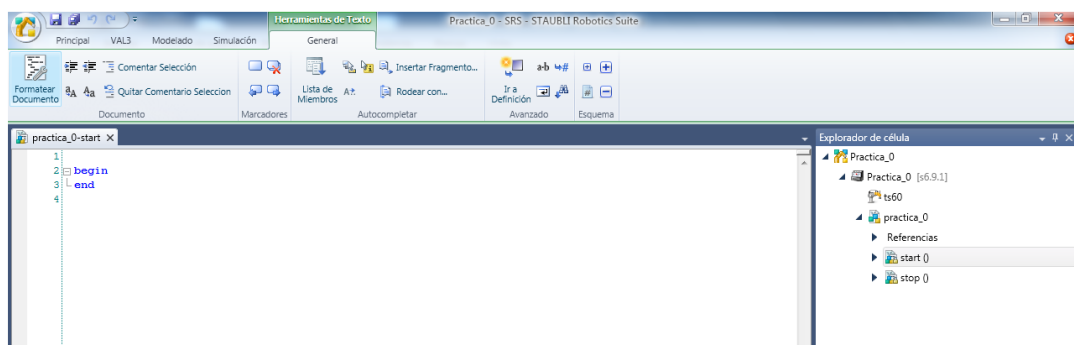 Herramientas de Texto
Practica_0 - SRS - STAUBLI Robotics Suite
Principal VAL3 Modelado Simulación General
Comentar Selección
Insertar Fragmento...
a-b
Formatear Documento
Quitar Comentario Seleccion
Lista de Miembros
Rodear con...
Ir a Definición
Documento Marcadores Autocompletar Avanzado Esquema
practica_0-start
Explorador de célula
1
2 begin
3 end
4
Practica_0
Practica_0 [s6.9.1]
ts60
practica_0
Referencias
start ()
stop ()